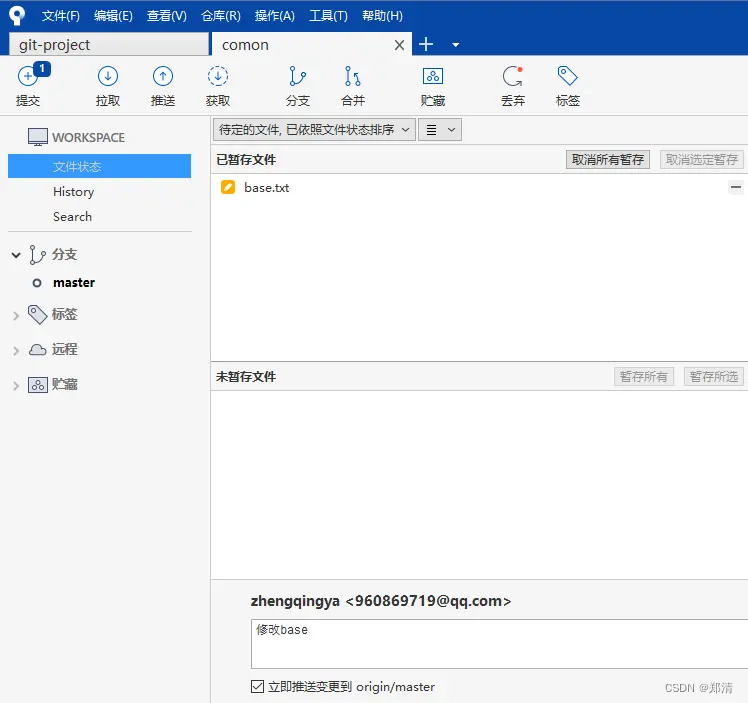 文件(F) 编辑(E) 查看(V) 仓库(R) 操作(A) 工具(T) 帮助(H)
git-project comon
1
提交 拉取 推送 获取 分支 合并 贮藏 丢弃 标签
WORKSPACE
文件状态
History
Search
分支
master
标签
远程
贮藏
待定的文件, 已依照文件状态排序
已暂存文件 取消所有暂存 取消选定暂存
base.txt
未暂存文件 暂存所有 暂存所选
zhengqingya <960869719@qq.com>
修改base
立即推送变更到 origin/master
CSDN @郑清